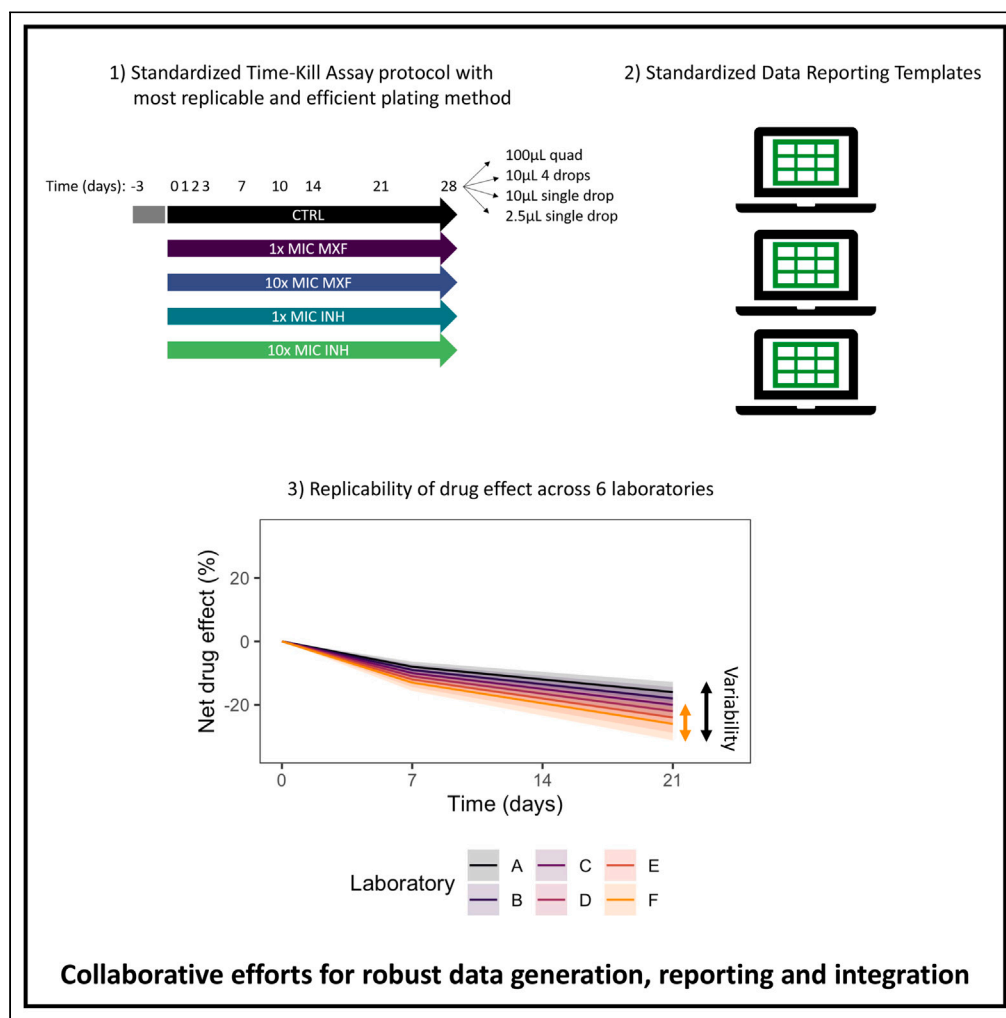 1) Standardized Time-Kill Assay protocol with
most replicable and efficient plating method
2) Standardized Data Reporting Templates
Time (days): -3 0 1 2 3 7 10 14 21 28
100µL quad
10µL 4 drops
10µL single drop
2.5µL single drop
CTRL
1x MIC MXF
10x MIC MXF
1x MIC INH
10x MIC INH
3) Replicability of drug effect across 6 laboratories
Net drug effect (%)
20
0
-20
Variability
0 7 14 21
Time (days)
Laboratory
A C E
B D F
Collaborative efforts for robust data generation, reporting and integration